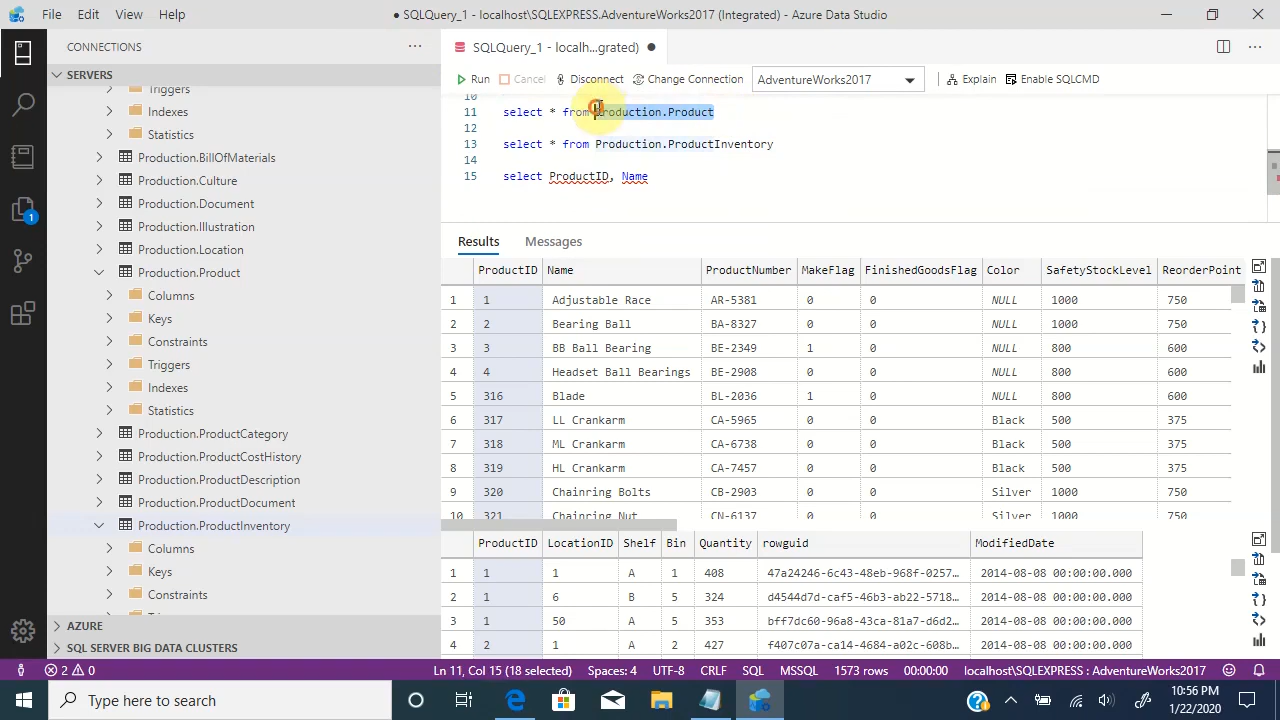 File Edit View Help
● SQLQuery_1 - localhost\SQLEXPRESS.AdventureWorks2017 (Integrated) - Azure Data Studio
CONNECTIONS
SERVERS
Triggers
Indexes
Statistics
Production.BillOfMaterials
Production.Culture
Production.Document
Production.Illustration
Production.Location
Production.Product
Columns
Keys
Constraints
Triggers
Indexes
Statistics
Production.ProductCategory
Production.ProductCostHistory
Production.ProductDescription
Production.ProductDocument
Production.ProductInventory
Columns
Keys
Constraints
AZURE
SQL SERVER BIG DATA CLUSTERS
1
SQLQuery_1 - localh...grated) ●
Run Cancel Disconnect Change Connection AdventureWorks2017 Explain Enable SQLCMD
10
11 select * from Production.Product
12
13 select * from Production.ProductInventory
14
15 select ProductID, Name
Results Messages
ProductID Name ProductNumber MakeFlag FinishedGoodsFlag Color SafetyStockLevel ReorderPoint
1 1 Adjustable Race AR-5381 0 0 NULL 1000 750
2 2 Bearing Ball BA-8327 0 0 NULL 1000 750
3 3 BB Ball Bearing BE-2349 1 0 NULL 800 600
4 4 Headset Ball Bearings BE-2908 0 0 NULL 800 600
5 316 Blade BL-2036 1 0 NULL 800 600
6 317 LL Crankarm CA-5965 0 0 Black 500 375
7 318 ML Crankarm CA-6738 0 0 Black 500 375
8 319 HL Crankarm CA-7457 0 0 Black 500 375
9 320 Chainring Bolts CB-2903 0 0 Silver 1000 750
10 321 Chainring Nut CN-6137 0 0 Silver 1000 750
ProductID LocationID Shelf Bin Quantity rowguid ModifiedDate
1 1 1 A 1 408 47a24246-6c43-48eb-968f-0257… 2014-08-08 00:00:00.000
2 1 6 B 5 324 d4544d7d-caf5-46b3-ab22-5718… 2014-08-08 00:00:00.000
3 1 50 A 5 353 bff7dc60-96a8-43ca-81a7-d6d2… 2014-08-08 00:00:00.000
4 2 1 A 2 427 f407c07a-ca14-4684-a02c-608b… 2014-08-08 00:00:00.000
2 0 Ln 11, Col 15 (18 selected) Spaces: 4 UTF-8 CRLF SQL MSSQL 1573 rows 00:00:00 localhost\SQLEXPRESS : AdventureWorks2017
Type here to search
10:56 PM
1/22/2020